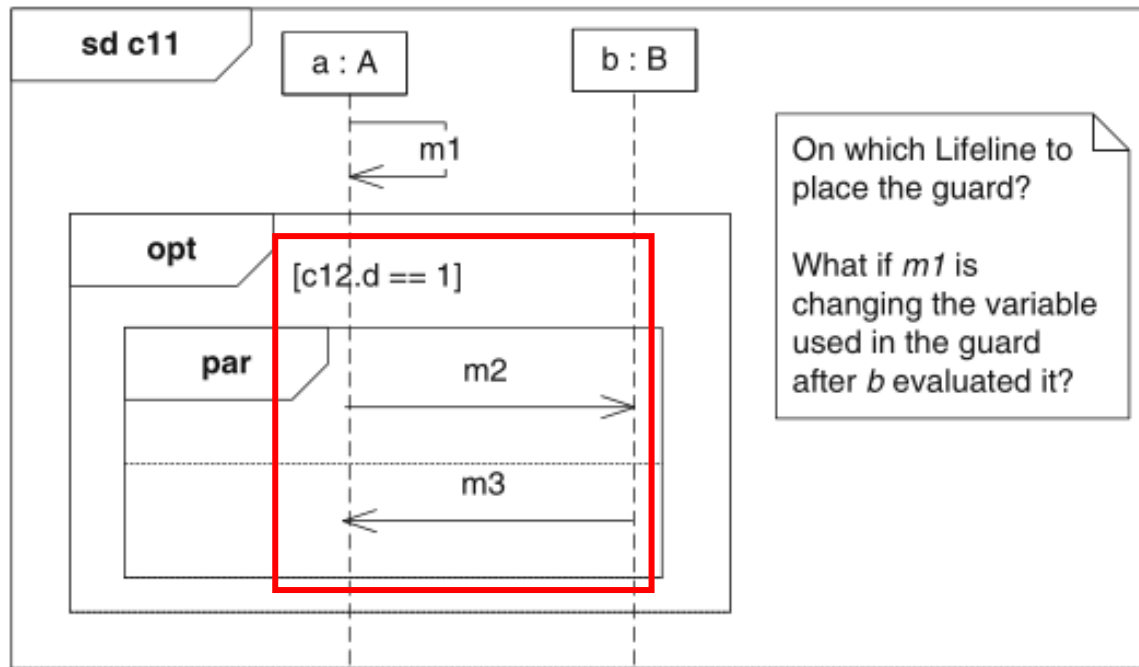 sd c11
a : A
b : B
m1
On which Lifeline to
place the guard?
What if m1 is
changing the variable
used in the guard
after b evaluated it?
opt
[c12.d == 1]
par
m2
m3